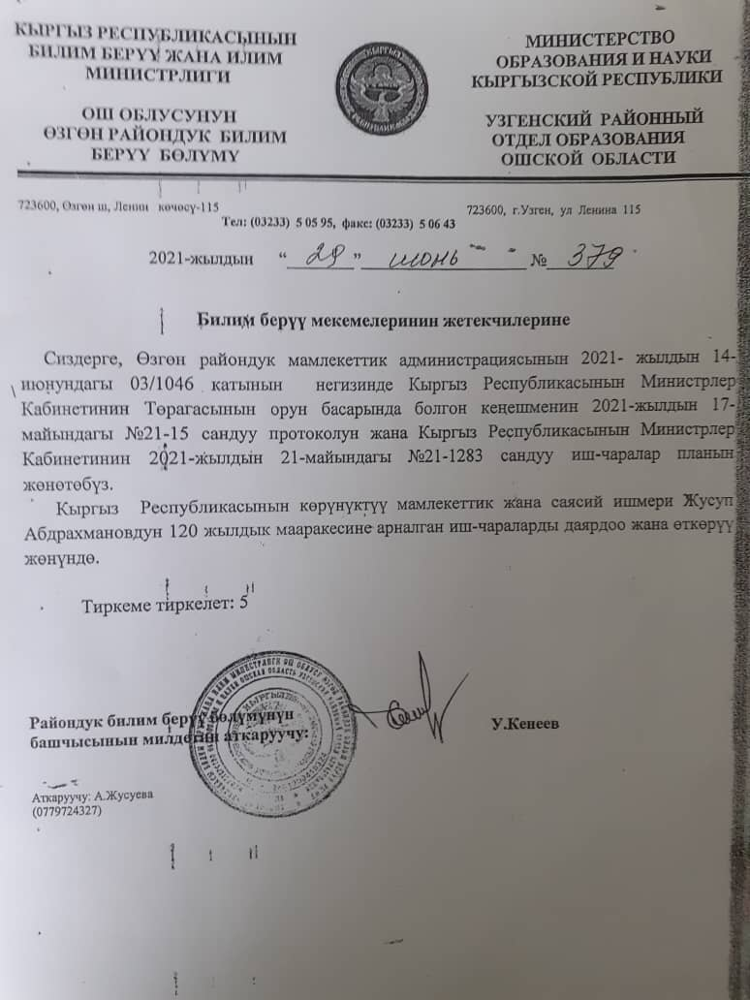 КЫРГЫЗ РЕСПУБЛИКАСЫНЫН
БИЛИМ БЕРҮҮ ЖАНА ИЛИМ
МИНИСТРЛИГИ
ОШ ОБЛУСУНУН
ӨЗГӨН РАЙОНДУК БИЛИМ
БЕРҮҮ БӨЛҮМҮ
МИНИСТЕРСТВО
ОБРАЗОВАНИЯ И НАУКИ
КЫРГЫЗСКОЙ РЕСПУБЛИКИ
УЗГЕНСКИЙ РАЙОННЫЙ
ОТДЕЛ ОБРАЗОВАНИЯ
ОШСКОЙ ОБЛАСТИ
723600, Өзгөн ш, Ленин көчөсү-115
723600, г.Узген, ул Ленина 115
Тел: (03233) 5 05 95, факс: (03233) 5 06 43
2021-жылдын “29” июнь № 379
Билим берүү мекемелеринин жетекчилерине
Сиздерге, Өзгөн райондук мамлекеттик администрациясынын 2021- жылдын 14-
июнундагы 03/1046 катынын негизинде Кыргыз Республикасынын Министрлер
Кабинетинин Төрагасынын орун басарында болгон кеңешменин 2021-жылдын 17-
майындагы №21-15 сандуу протоколун жана Кыргыз Республикасынын Министрлер
Кабинетинин 2021-жылдын 21-майындагы №21-1283 сандуу иш-чаралар планын
жөнөтөбүз.
Кыргыз Республикасынын көрүнүктүү мамлекеттик жана саясий ишмери Жусуп
Абдрахмановдун 120 жылдык мааракесине арналган иш-чараларды даярдоо жана өткөрүү
жөнүндө.
Тиркеме тиркелет: 5
Райондук билим берүү бөлүмүнүн
башчысынын милдетин аткаруучу:
У.Кенеев
Аткаруучу: А.Жусуева
(0779724327)